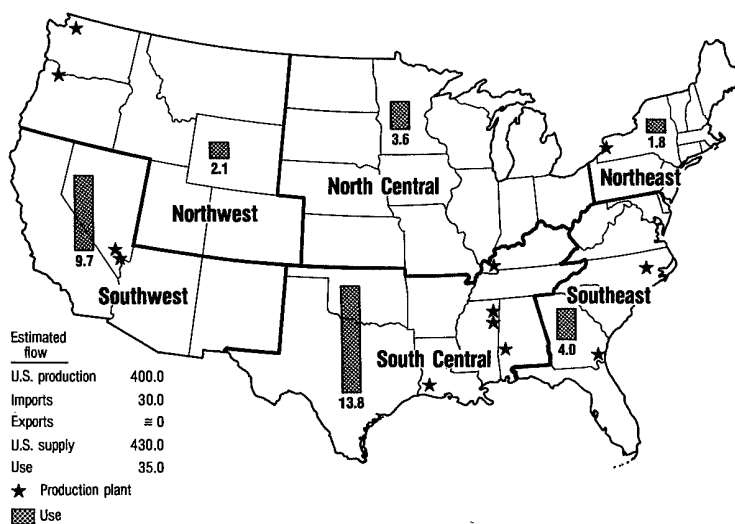 3.6
1.8
2.1
Northeast
North Central
Northwest
9.7
Southwest
Southeast
4.0
South Central
13.8
Estimated
flow
U.S. production 400.0
Imports 30.0
Exports ≅ 0
U.S. supply 430.0
Use 35.0
Production plant
Use